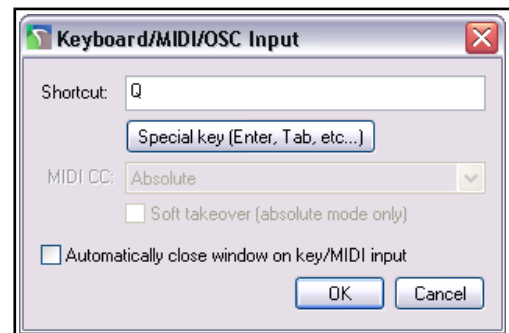 Keyboard/MIDI/OSC Input
Shortcut: Q
Special key (Enter, Tab, etc...)
MIDI CC: Absolute
Soft takeover (absolute mode only)
Automatically close window on key/MIDI input
OK Cancel